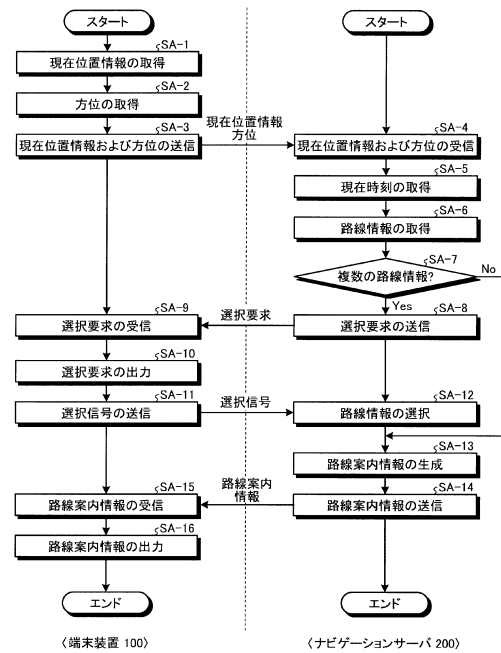 スタート
スタート
SA-1
現在位置情報の取得
SA-2
方位の取得
SA-3
現在位置情報および方位の送信
現在位置情報
方位
SA-4
現在位置情報および方位の受信
SA-5
現在時刻の取得
SA-6
路線情報の取得
SA-7
複数の路線情報?
No
Yes
SA-8
選択要求の送信
選択要求
SA-9
選択要求の受信
SA-10
選択要求の出力
SA-11
選択信号の送信
選択信号
SA-12
路線情報の選択
SA-13
路線案内情報の生成
SA-14
路線案内情報の送信
路線案内
情報
SA-15
路線案内情報の受信
SA-16
路線案内情報の出力
エンド
エンド
〈端末装置 100〉
〈ナビゲーションサーバ 200〉